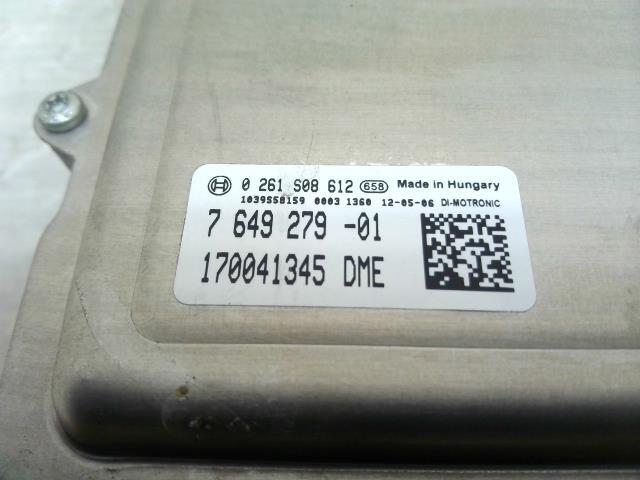 0 261 S08 612 658 Made in Hungary
1039S58159 0003 1360 12-05-06 DI-MOTRONIC
7 649 279 -01
170041345 DME